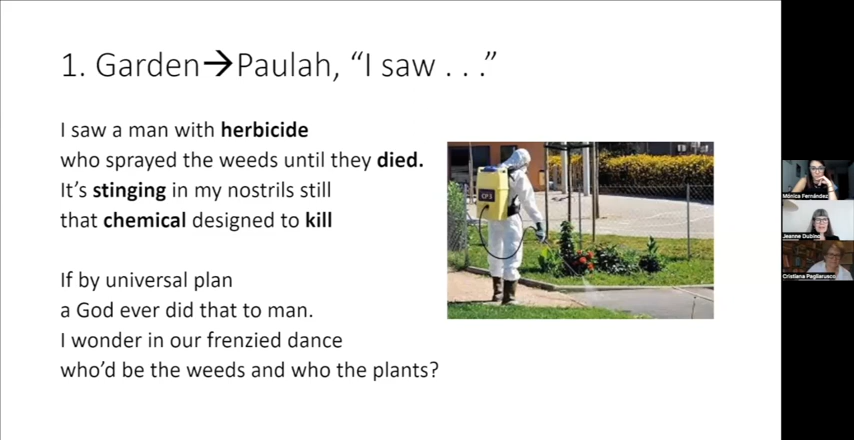 1. Garden→Paulah, “I saw . . .”
I saw a man with herbicide
who sprayed the weeds until they died.
It’s stinging in my nostrils still
that chemical designed to kill
If by universal plan
a God ever did that to man.
I wonder in our frenzied dance
who’d be the weeds and who the plants?
CP3
Mónica Fernández
Jeanne Dubino
Cristiana Pagliarusco